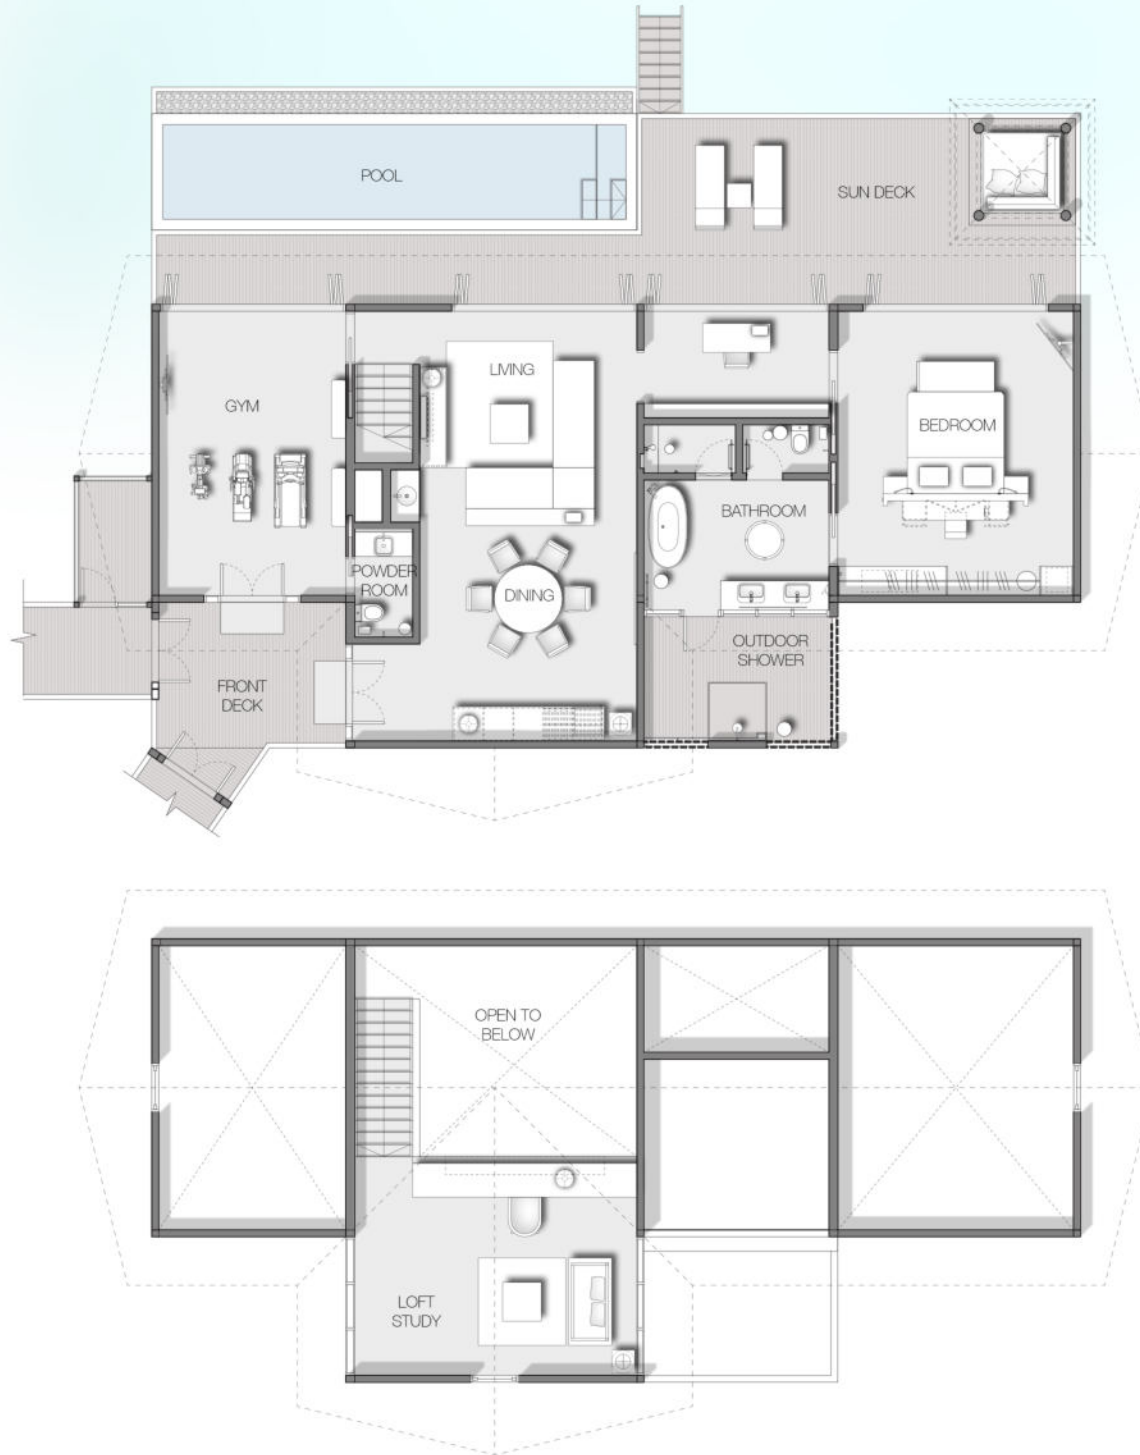 POOL
SUN DECK
LIVING
GYM
BEDROOM
BATHROOM
POWDER
ROOM
DINING
OUTDOOR
SHOWER
FRONT
DECK
OPEN TO
BELOW
LOFT
STUDY